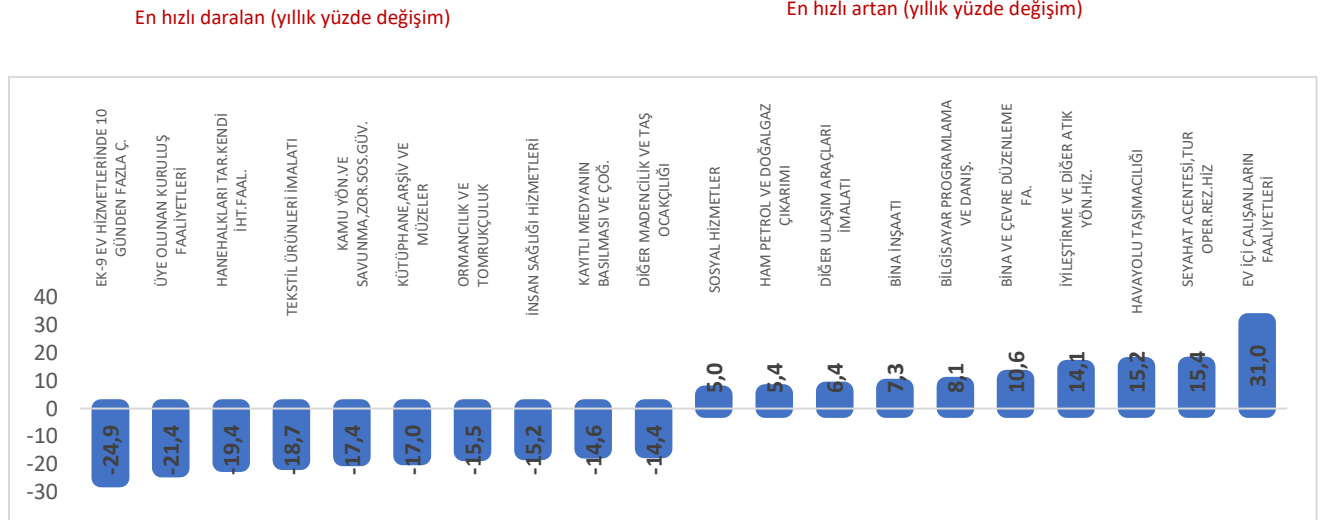 En hızlı daralan (yıllık yüzde değişim)
En hızlı artan (yıllık yüzde değişim)
EK-9 EV HİZMETLERİNDE 10
GÜNDEN FAZLA Ç.
ÜYE OLUNAN KURULUŞ
FAALİYETLERİ
HANEHALKLARI TAR.KENDİ
İHT.FAAL.
TEKSTİL ÜRÜNLERİ İMALATI
KAMU YÖN.VE
SAVUNMA,ZOR.SOS.GÜV.
KÜTÜPHANE,ARŞİV VE
MÜZELER
ORMANCILIK VE
TOMRUKÇULUK
İNSAN SAĞLIĞI HİZMETLERİ
KAYITLI MEDYANIN
BASILMASI VE ÇOĞ.
DİĞER MADENCİLİK VE TAŞ
OCAKÇILIĞI
SOSYAL HİZMETLER
HAM PETROL VE DOĞALGAZ
ÇIKARIMI
DİĞER ULAŞIM ARAÇLARI
İMALATI
BİNA İNŞAATI
BİLGİSAYAR PROGRAMLAMA
VE DANIŞ.
BİNA VE ÇEVRE DÜZENLEME
FA.
İYİLEŞTİRME VE DİĞER ATIK
YÖN.HİZ.
HAVAYOLU TAŞIMACILIĞI
SEYAHAT ACENTESİ,TUR
OPER.REZ.HİZ
EV İÇİ ÇALIŞANLARIN
FAALİYETLERİ
40
30
20
10
0
-10
-20
-30
-24,9
-21,4
-19,4
-18,7
-17,4
-17,0
-15,5
-15,2
-14,6
-14,4
5,0
5,4
6,4
7,3
8,1
10,6
14,1
15,2
15,4
31,0